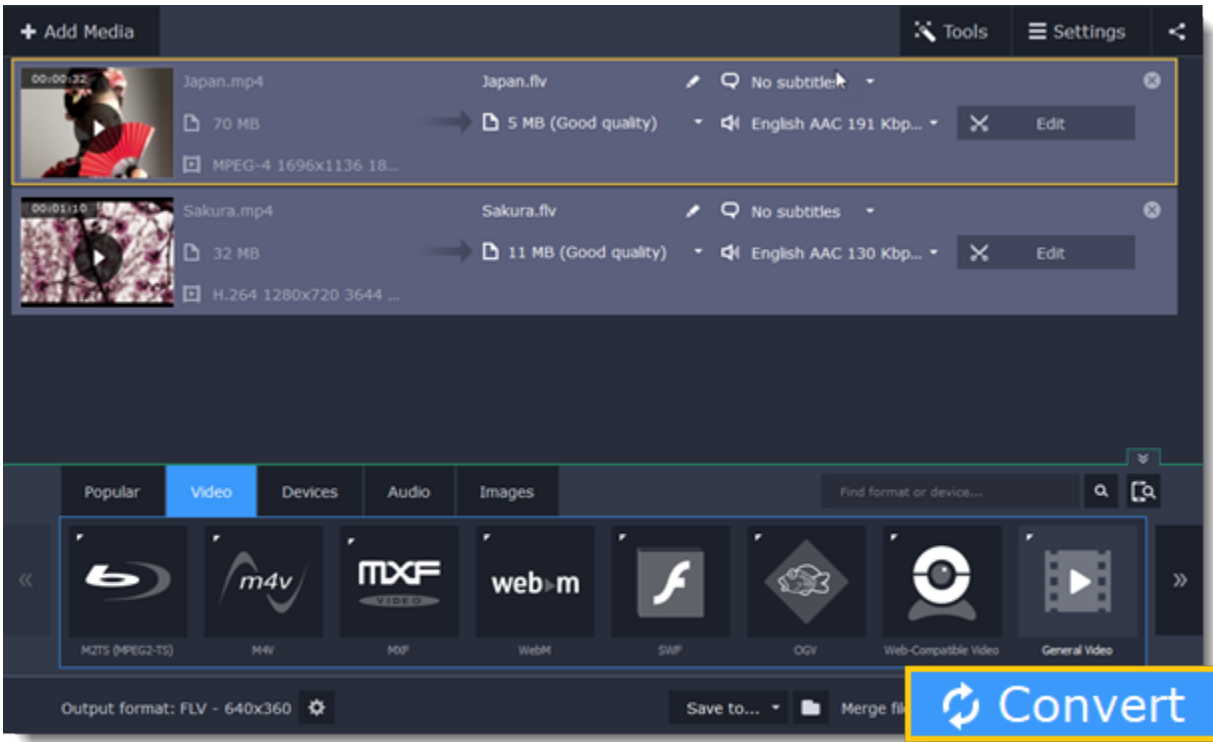 Add Media
Tools
Settings
00:00:32
Japan.mp4
Japan.flv
No subtitles
70 MB
5 MB (Good quality)
English AAC 191 Kbp...
Edit
MPEG-4 1696x1136 18...
00:01:10
Sakura.mp4
Sakura.flv
No subtitles
32 MB
11 MB (Good quality)
English AAC 130 Kbp...
Edit
H.264 1280x720 3644 ...
Popular
Video
Devices
Audio
Images
Find format or device...
m4v
MXF
VIDEO
web m
M2TS (MPEG2-TS)
M4V
MXF
WebM
SWF
OGV
Web-Compatible Video
General Video
Output format: FLV - 640x360
Save to...
Merge
Convert